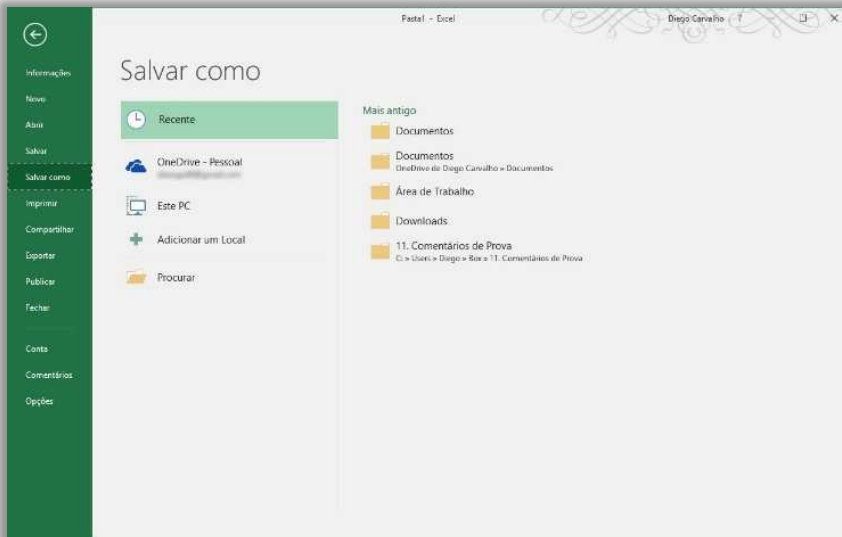 Pasta1 - Excel
Diego Carvalho
?
Informações
Novo
Abrir
Salvar
Salvar como
Imprimir
Compartilhar
Exportar
Publicar
Fechar
Conta
Comentários
Opções
Salvar como
Recente
OneDrive - Pessoal
Este PC
Adicionar um Local
Procurar
Mais antigo
Documentos
Documentos
OneDrive de Diego Carvalho » Documentos
Área de Trabalho
Downloads
11. Comentários de Prova
C: » Users » Diego » Box » 11. Comentários de Prova